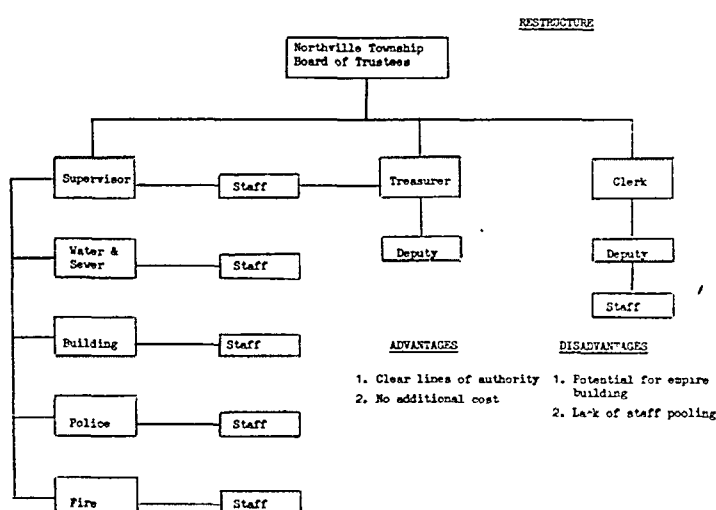 RESTRUCTURE
Northville Township
Board of Trustees
Supervisor
Staff
Treasurer
Clerk
Water &
Sewer
Staff
Deputy
Deputy
Staff
Building
Staff
ADVANTAGES
1. Clear lines of authority
2. No additional cost
DISADVANTAGES
1. Potential for empire
building
2. Lack of staff pooling
Police
Staff
Fire
Staff